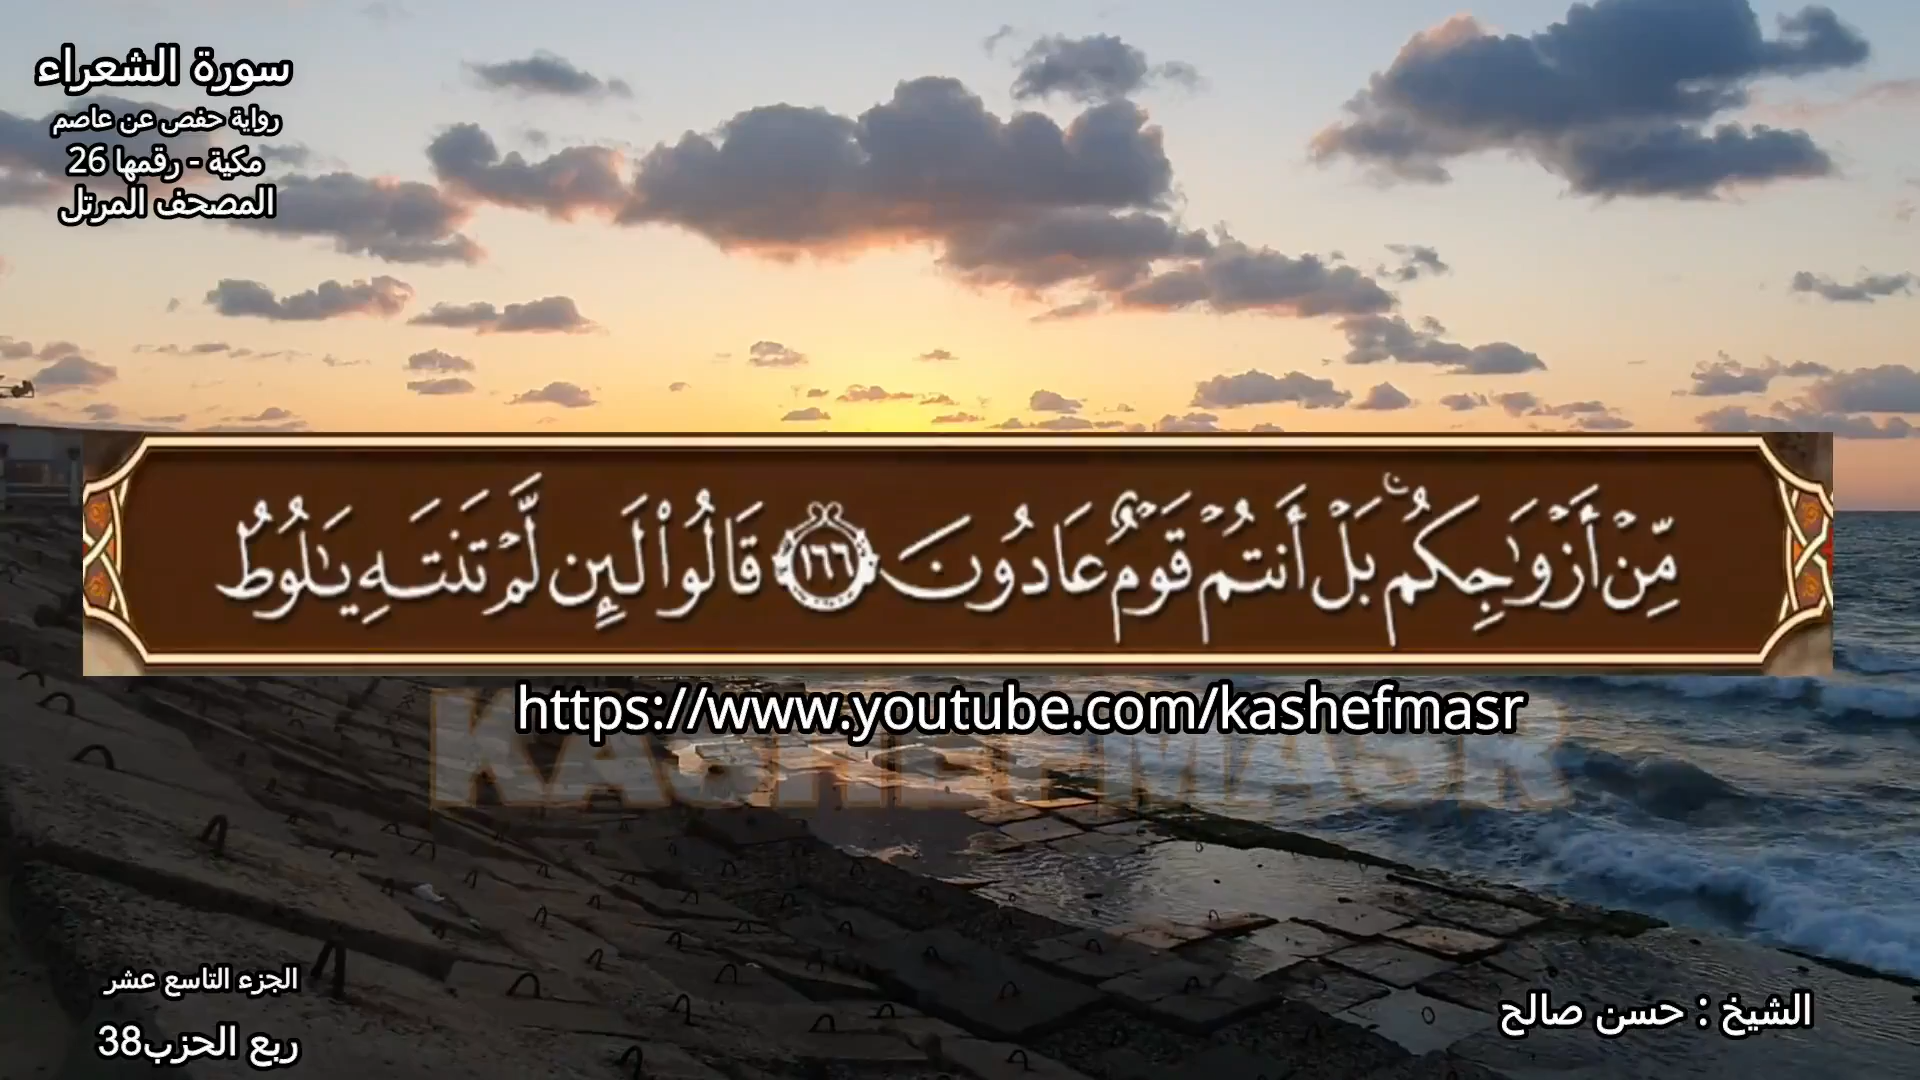 سورة الشعراء
رواية حفص عن عاصم
مكية - رقمها 26
المصحف المرتل
مِّنْ أَزْوَٰجِكُمۚ بَلْ أَنتُمْ قَوْمٌ عَادُونَ ١٦٦ قَالُوا۟ لَئِن لَّمْ تَنتَهِ يَٰلُوطُ
https://www.youtube.com/kashefmasr
KASHEFMASR
الجزء التاسع عشر
ربع الحزب38
الشيخ : حسن صالح